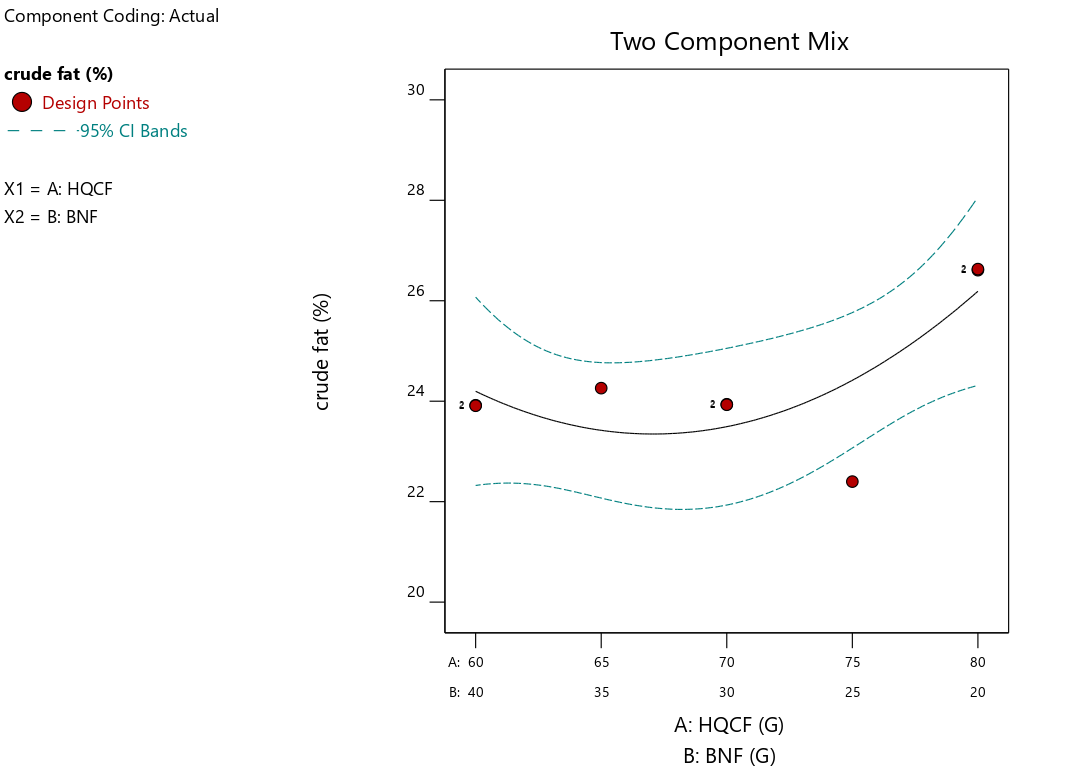 Component Coding: Actual
Two Component Mix
crude fat (%)
Design Points
95% CI Bands
X1 = A: HQCF
X2 = B: BNF
crude fat (%)
30
28
26
24
22
20
2
2
2
A: 60 65 70 75 80
B: 40 35 30 25 20
A: HQCF (G)
B: BNF (G)